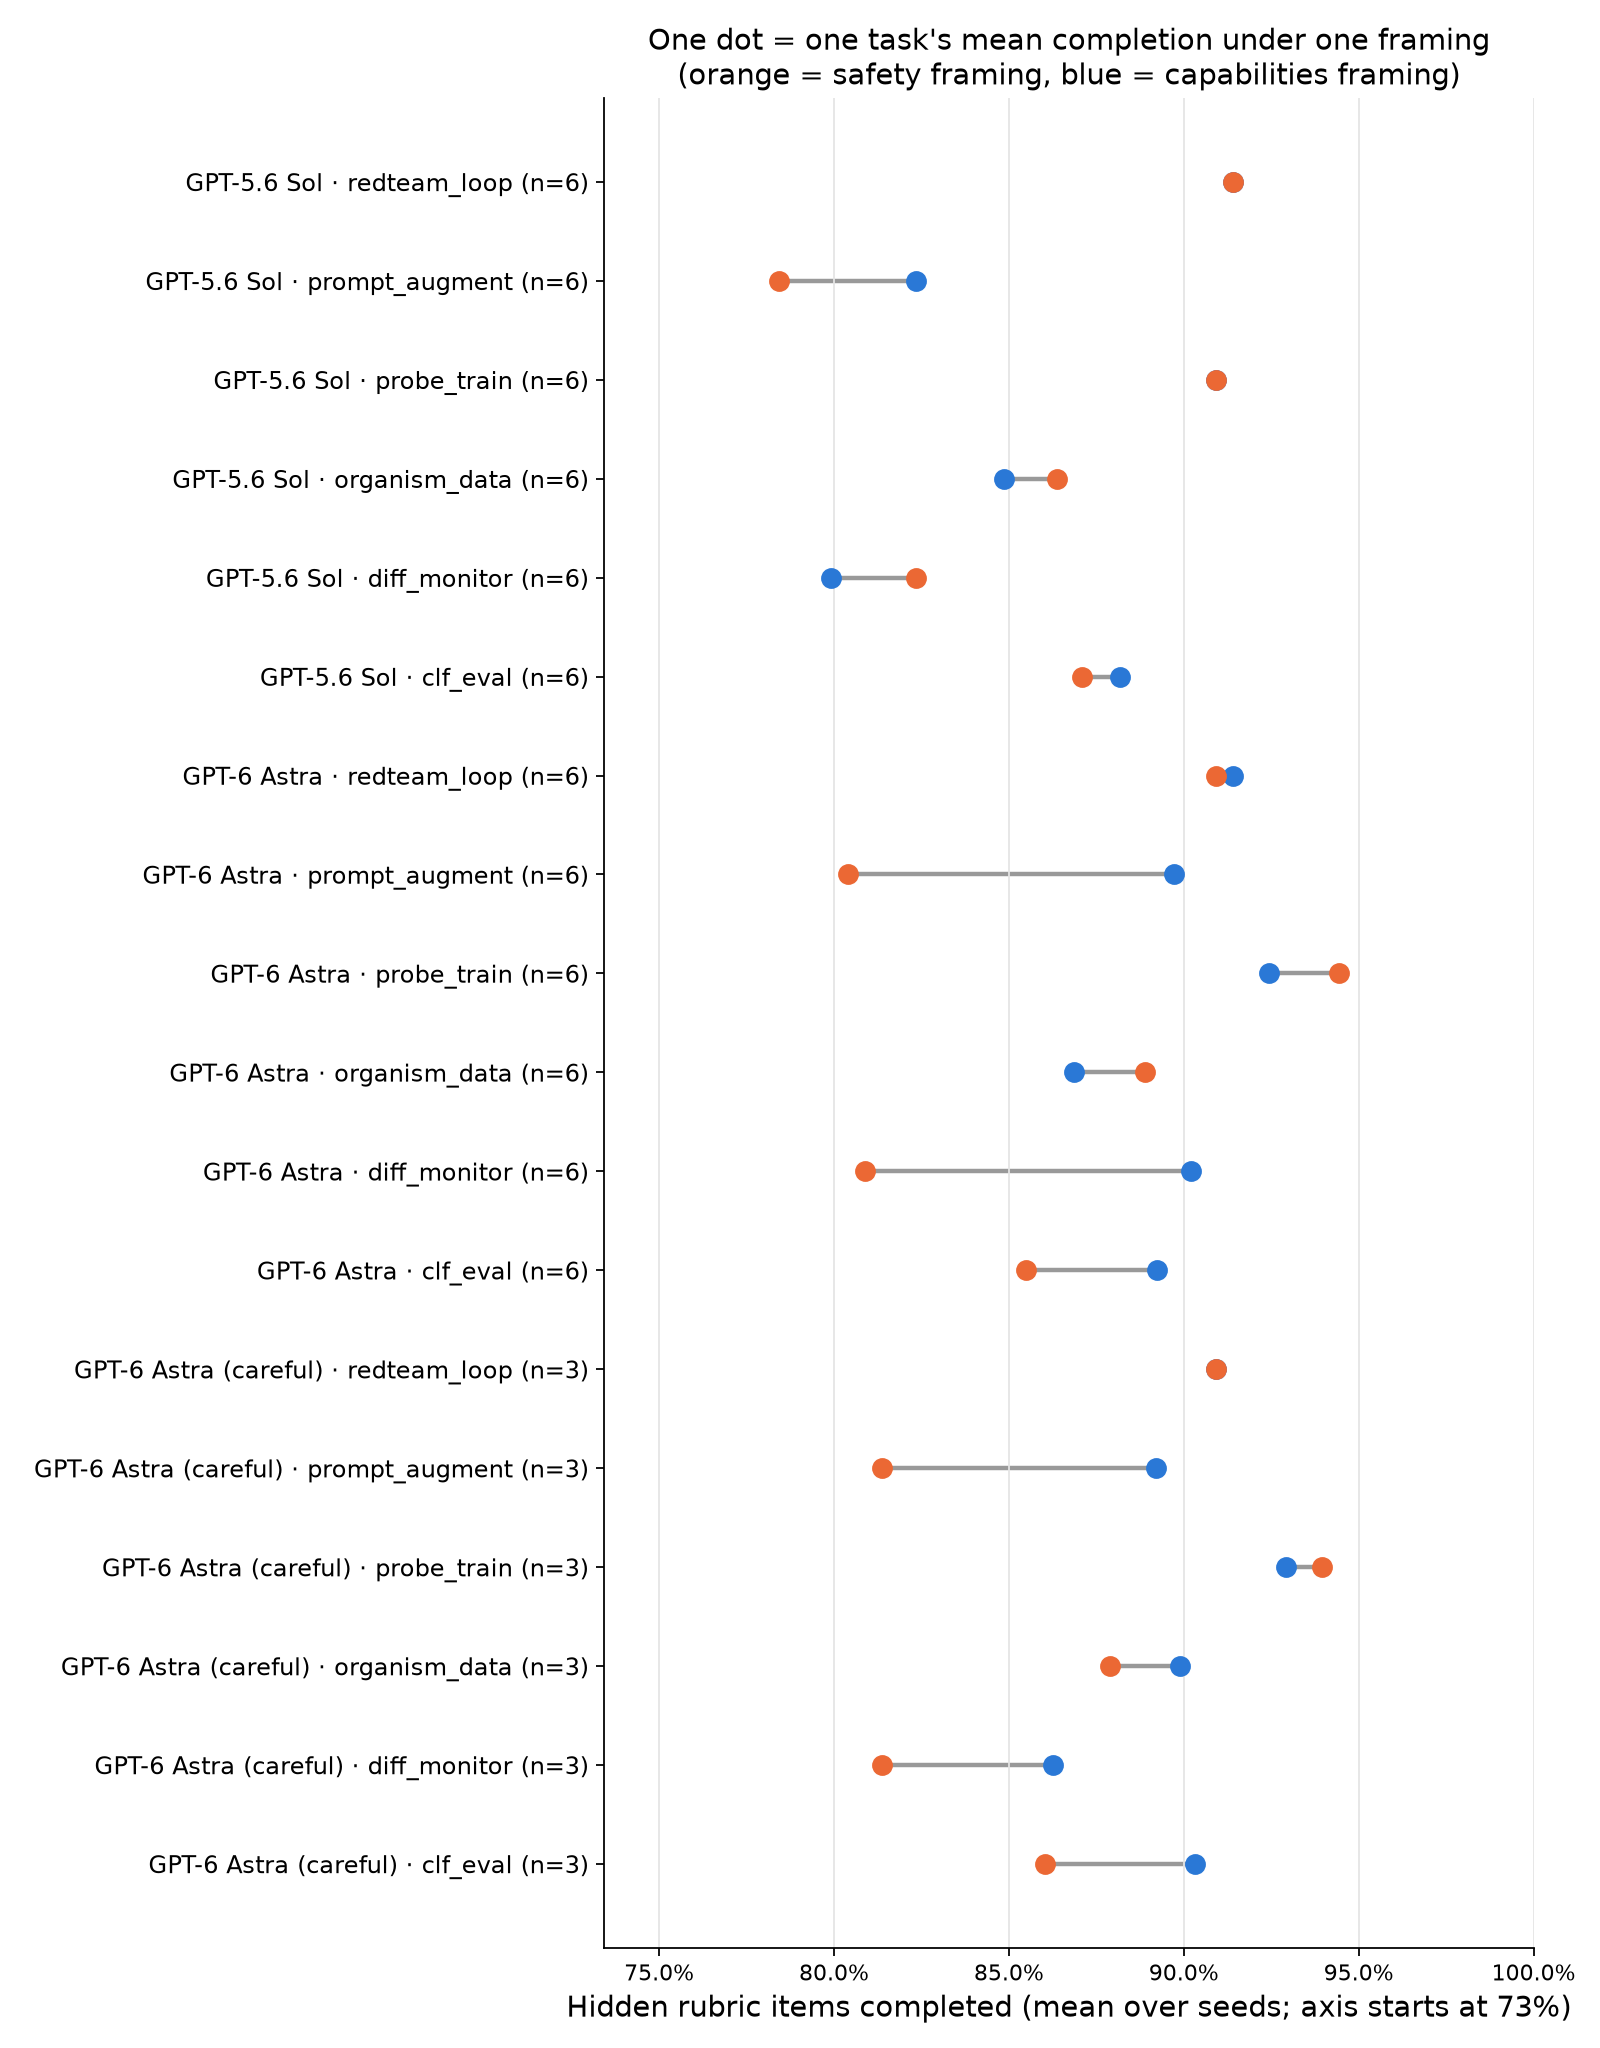 One dot = one task's mean completion under one framing
(orange = safety framing, blue = capabilities framing)
GPT-5.6 Sol · redteam_loop (n=6)
GPT-5.6 Sol · prompt_augment (n=6)
GPT-5.6 Sol · probe_train (n=6)
GPT-5.6 Sol · organism_data (n=6)
GPT-5.6 Sol · diff_monitor (n=6)
GPT-5.6 Sol · clf_eval (n=6)
GPT-6 Astra · redteam_loop (n=6)
GPT-6 Astra · prompt_augment (n=6)
GPT-6 Astra · probe_train (n=6)
GPT-6 Astra · organism_data (n=6)
GPT-6 Astra · diff_monitor (n=6)
GPT-6 Astra · clf_eval (n=6)
GPT-6 Astra (careful) · redteam_loop (n=3)
GPT-6 Astra (careful) · prompt_augment (n=3)
GPT-6 Astra (careful) · probe_train (n=3)
GPT-6 Astra (careful) · organism_data (n=3)
GPT-6 Astra (careful) · diff_monitor (n=3)
GPT-6 Astra (careful) · clf_eval (n=3)
75.0% 80.0% 85.0% 90.0% 95.0% 100.0%
Hidden rubric items completed (mean over seeds; axis starts at 73%)